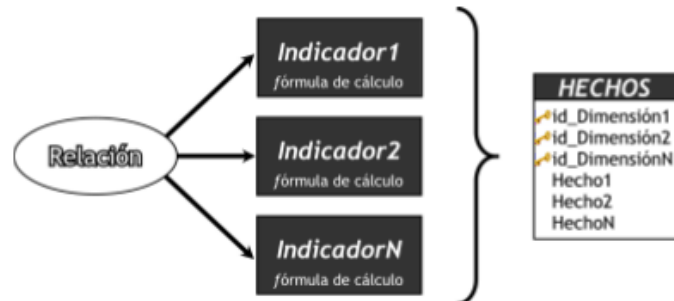 Relación
Indicador1
fórmula de cálculo
Indicador2
fórmula de cálculo
IndicadorN
fórmula de cálculo
HECHOS
id_Dimensión1
id_Dimensión2
id_DimensiónN
Hecho1
Hecho2
HechoN